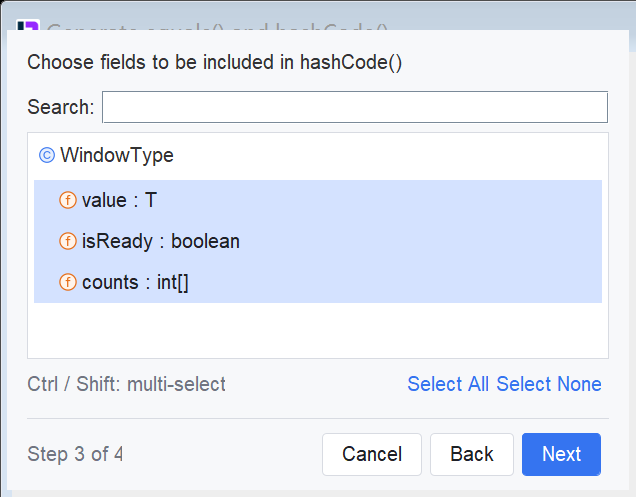 Choose fields to be included in hashCode()
Search:
C WindowType
f value : T
f isReady : boolean
f counts : int[]
Ctrl / Shift: multi-select
Select All Select None
Step 3 of 4
Cancel Back Next